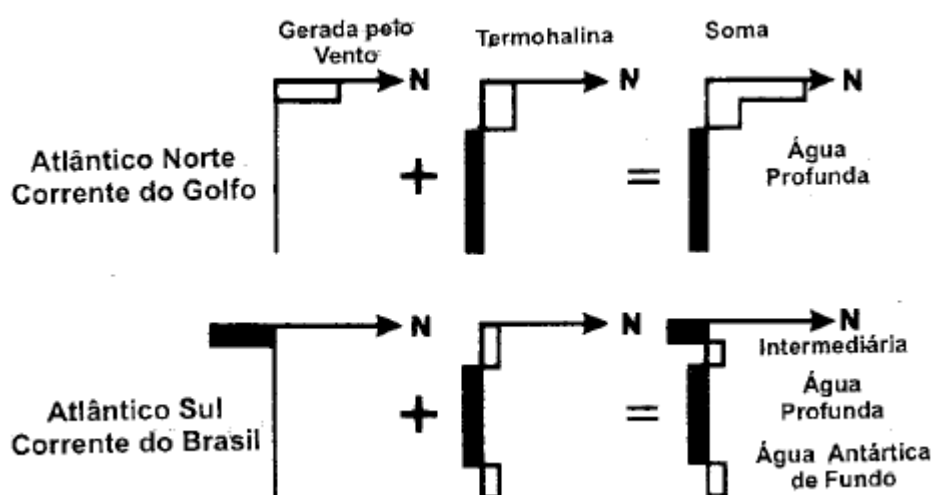 Gerada pelo
Vento
Termohalina
Soma
N
N
N
Atlântico Norte
Corrente do Golfo
+
=
Água
Profunda
N
N
N
Intermediária
Atlântico Sul
Corrente do Brasil
+
=
Água
Profunda
Água Antártica
de Fundo